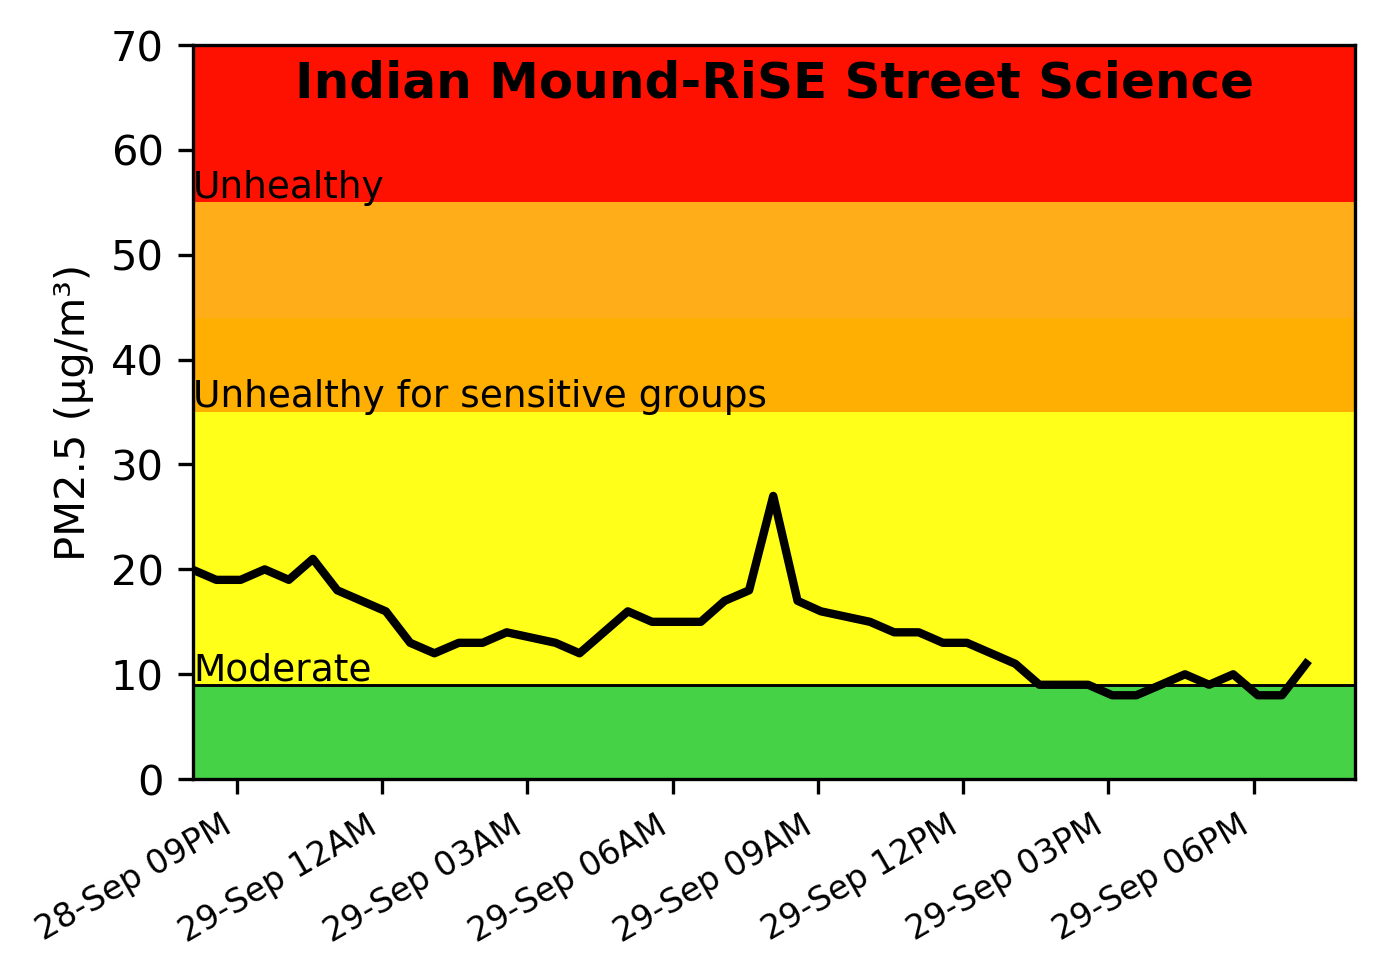 Indian Mound-RiSE Street Science
PM2.5 (µg/m³)
70
60
50
40
30
20
10
0
Unhealthy
Unhealthy for sensitive groups
Moderate
28-Sep 09PM
29-Sep 12AM
29-Sep 03AM
29-Sep 06AM
29-Sep 09AM
29-Sep 12PM
29-Sep 03PM
29-Sep 06PM